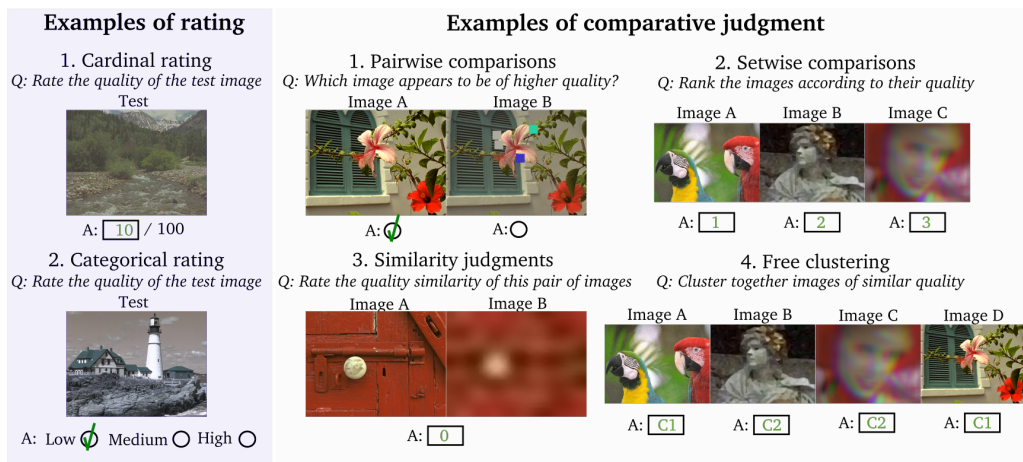 Examples of rating
1. Cardinal rating
Q: Rate the quality of the test image
Test
A: 10 / 100
2. Categorical rating
Q: Rate the quality of the test image
Test
A: Low Medium High
Examples of comparative judgment
1. Pairwise comparisons
Q: Which image appears to be of higher quality?
Image A Image B
A: A:
2. Setwise comparisons
Q: Rank the images according to their quality
Image A Image B Image C
A: 1 A: 2 A: 3
3. Similarity judgments
Q: Rate the quality similarity of this pair of images
Image A Image B
A: 0
4. Free clustering
Q: Cluster together images of similar quality
Image A Image B Image C Image D
A: C1 A: C2 A: C2 A: C1